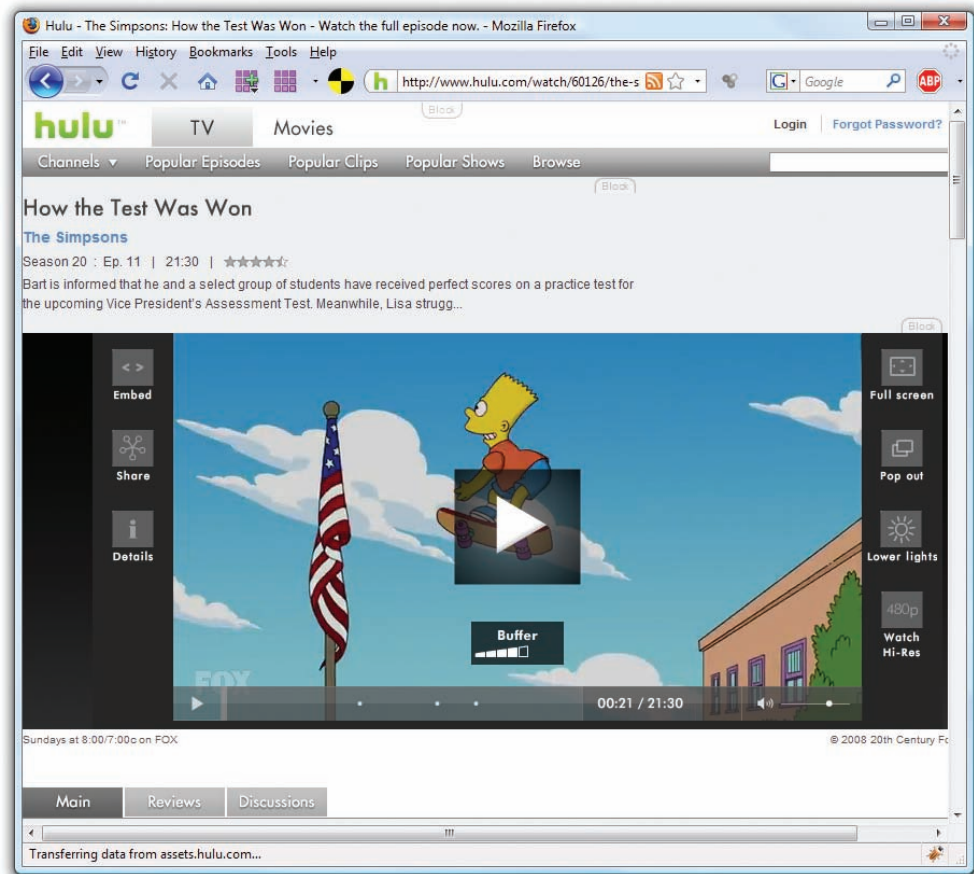 Hulu - The Simpsons: How the Test Was Won - Watch the full episode now. - Mozilla Firefox
File Edit View History Bookmarks Tools Help
h http://www.hulu.com/watch/60126/the-s G Google ABP
Block
hulu™ TV Movies Login Forgot Password?
Channels Popular Episodes Popular Clips Popular Shows Browse
Block
How the Test Was Won
The Simpsons
Season 20 : Ep. 11 | 21:30 |
Bart is informed that he and a select group of students have received perfect scores on a practice test for
the upcoming Vice President's Assessment Test. Meanwhile, Lisa strugg...
Block
Embed
Full screen
Share
Pop out
Details
Lower lights
480p
Watch
Hi-Res
Buffer
FOX
00:21 / 21:30
Sundays at 8:00/7:00c on FOX © 2008 20th Century Fo
Main Reviews Discussions
Transferring data from assets.hulu.com...